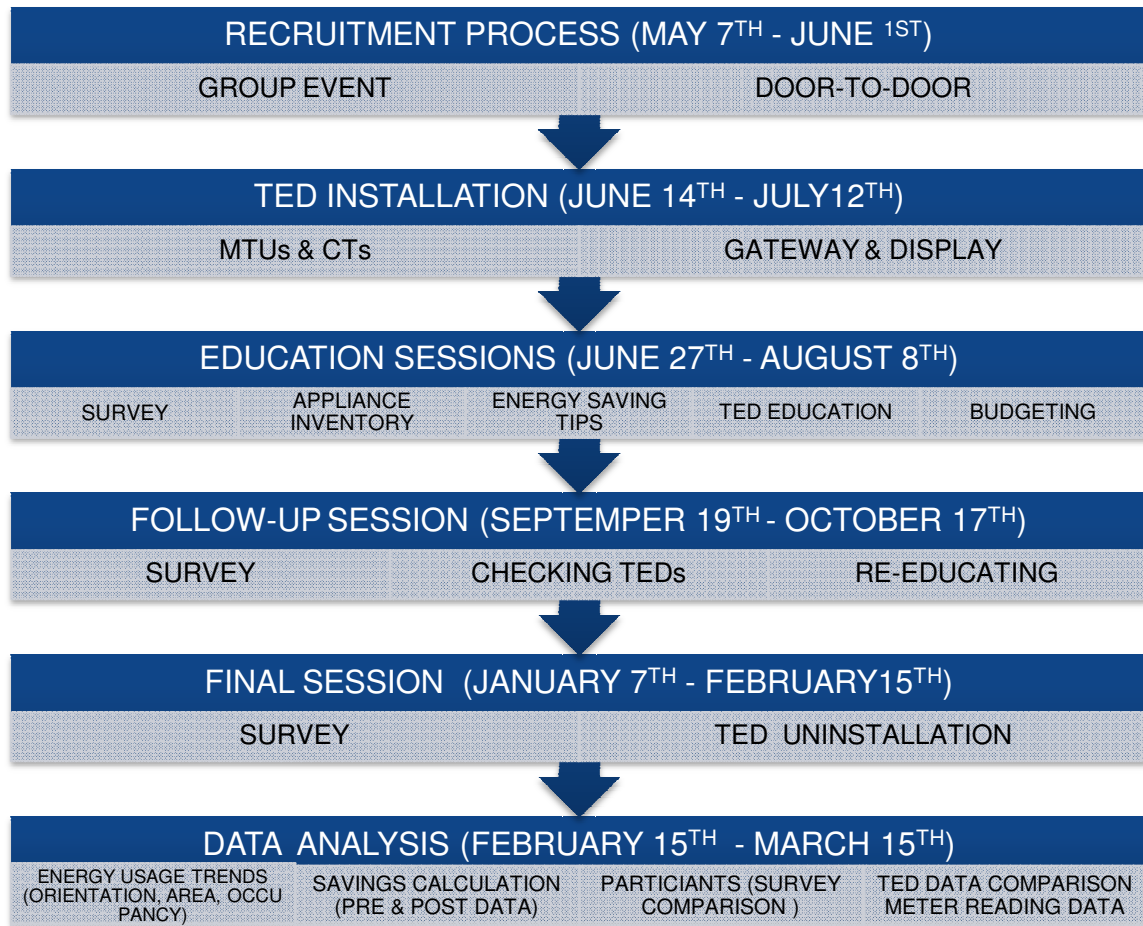 RECRUITMENT PROCESS (MAY 7TH - JUNE 1ST)
GROUP EVENT
DOOR-TO-DOOR
TED INSTALLATION (JUNE 14TH - JULY12TH)
MTUs & CTs
GATEWAY & DISPLAY
EDUCATION SESSIONS (JUNE 27TH - AUGUST 8TH)
SURVEY
APPLIANCE
INVENTORY
ENERGY SAVING
TIPS
TED EDUCATION
BUDGETING
FOLLOW-UP SESSION (SEPTEMPER 19TH - OCTOBER 17TH)
SURVEY
CHECKING TEDs
RE-EDUCATING
FINAL SESSION (JANUARY 7TH - FEBRUARY15TH)
SURVEY
TED UNINSTALLATION
DATA ANALYSIS (FEBRUARY 15TH - MARCH 15TH)
ENERGY USAGE TRENDS
(ORIENTATION, AREA, OCCU
PANCY)
SAVINGS CALCULATION
(PRE & POST DATA)
PARTICIANTS (SURVEY
COMPARISON )
TED DATA COMPARISON
METER READING DATA